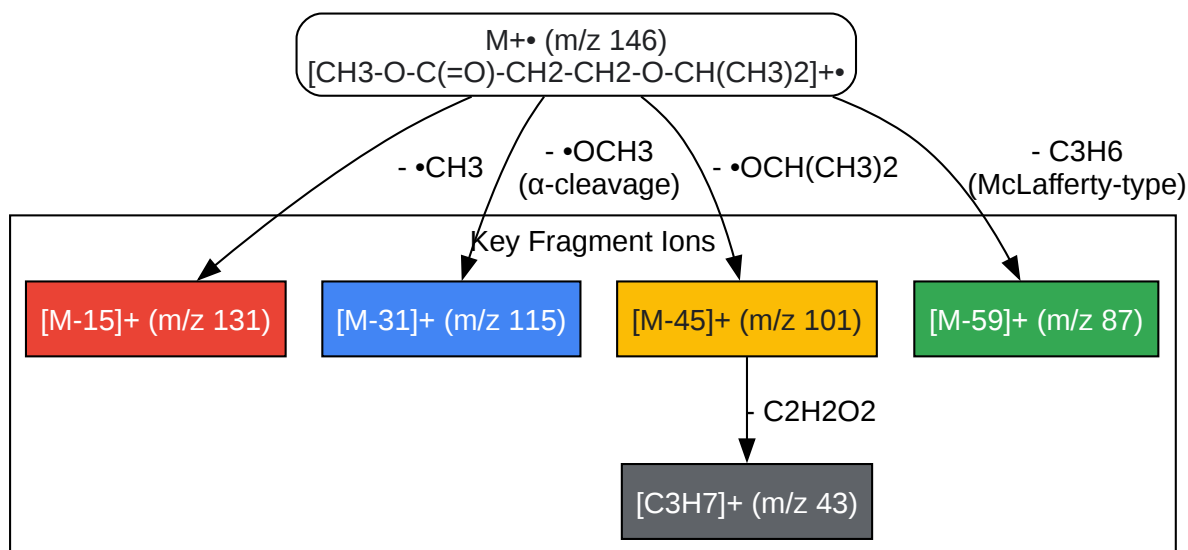 M+• (m/z 146)
[CH3-O-C(=O)-CH2-CH2-O-CH(CH3)2]+•
- •CH3
- •OCH3
(α-cleavage)
- •OCH(CH3)2
- C3H6
(McLafferty-type)
Key Fragment Ions
[M-15]+ (m/z 131)
[M-31]+ (m/z 115)
[M-45]+ (m/z 101)
[M-59]+ (m/z 87)
- C2H2O2
[C3H7]+ (m/z 43)